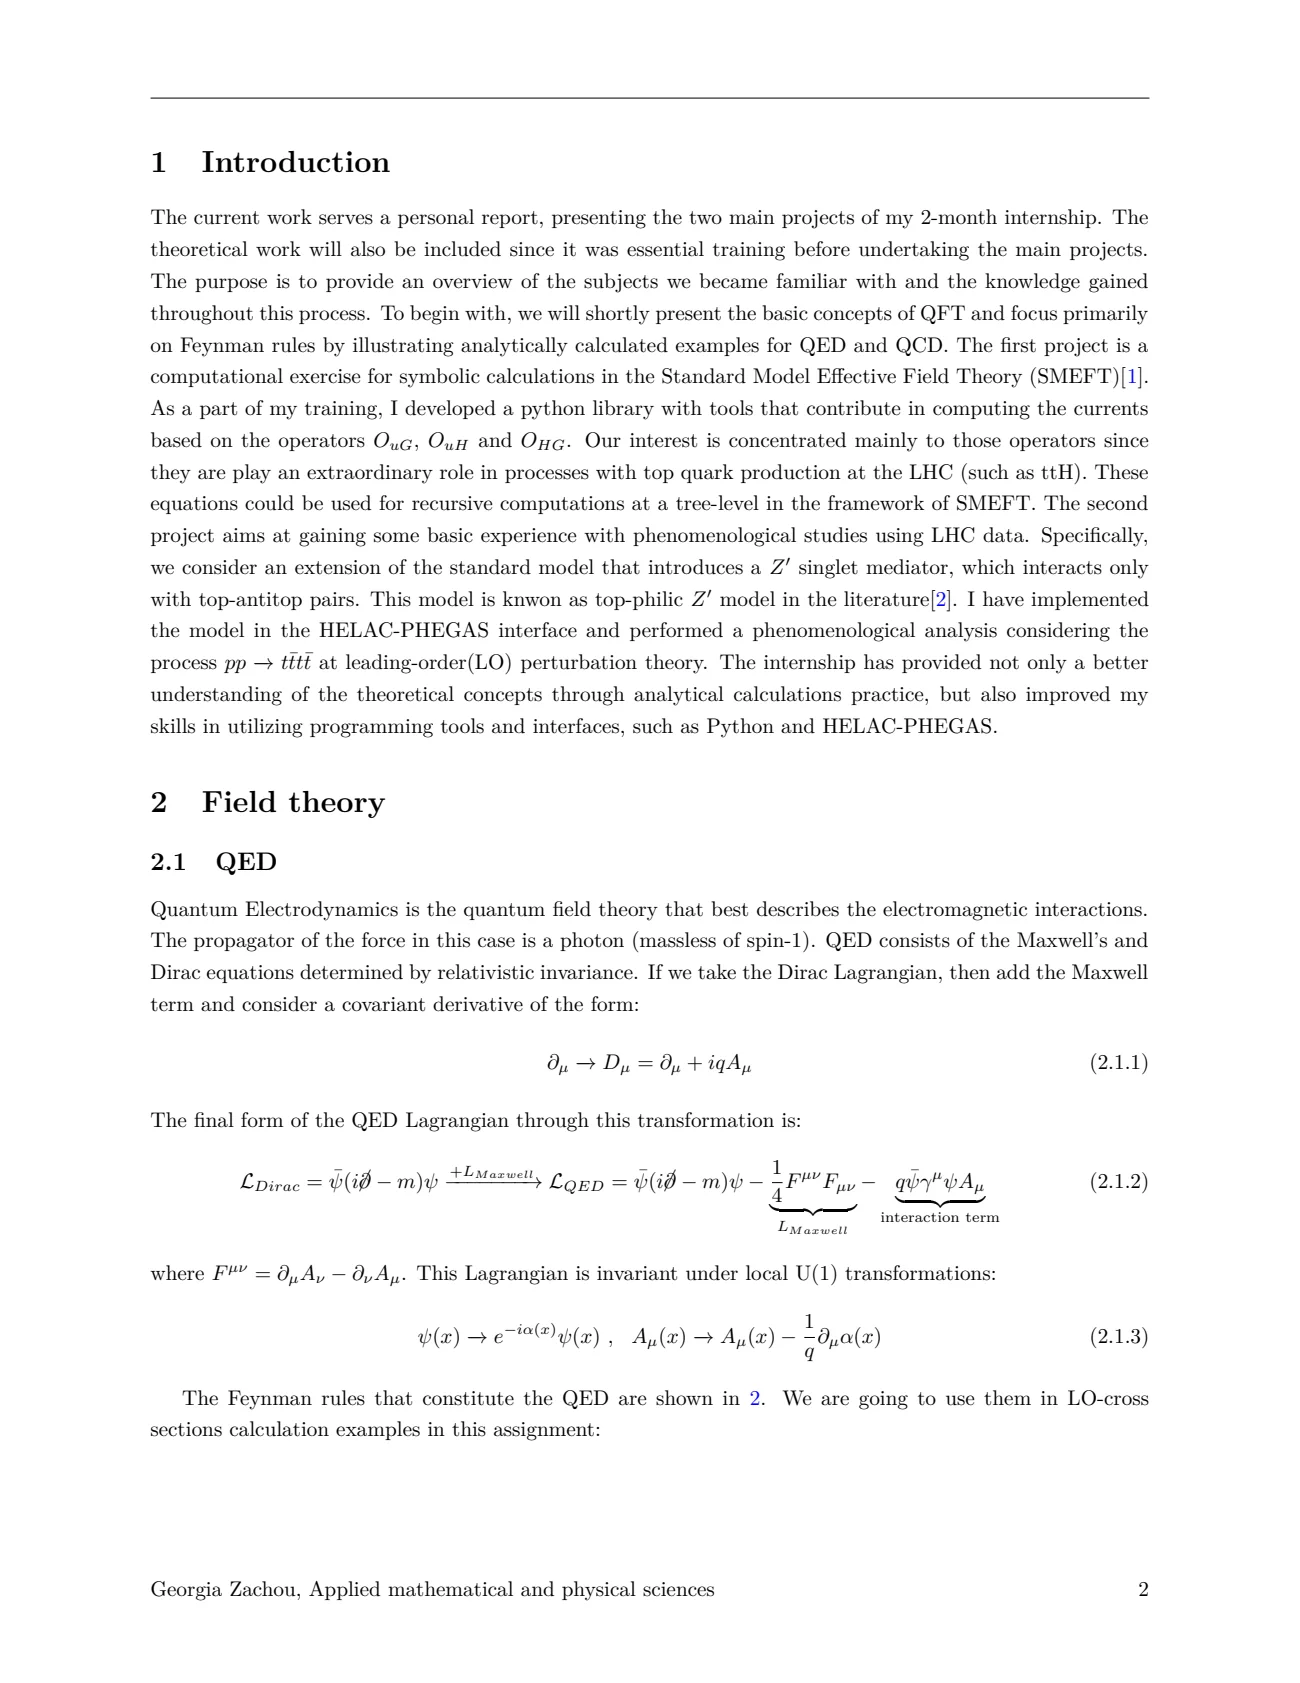 1 Introduction
The current work serves a personal report, presenting the two main projects of my 2-month internship. The
theoretical work will also be included since it was essential training before undertaking the main projects.
The purpose is to provide an overview of the subjects we became familiar with and the knowledge gained
throughout this process. To begin with, we will shortly present the basic concepts of QFT and focus primarily
on Feynman rules by illustrating analytically calculated examples for QED and QCD. The first project is a
computational exercise for symbolic calculations in the Standard Model Effective Field Theory (SMEFT)[1].
As a part of my training, I developed a python library with tools that contribute in computing the currents
based on the operators O_{uG}, O_{uH} and O_{HG}. Our interest is concentrated mainly to those operators since
they are play an extraordinary role in processes with top quark production at the LHC (such as ttH). These
equations could be used for recursive computations at a tree-level in the framework of SMEFT. The second
project aims at gaining some basic experience with phenomenological studies using LHC data. Specifically,
we consider an extension of the standard model that introduces a Z′ singlet mediator, which interacts only
with top-antitop pairs. This model is knwon as top-philic Z′ model in the literature[2]. I have implemented
the model in the HELAC-PHEGAS interface and performed a phenomenological analysis considering the
process pp → tt̄tt̄ at leading-order(LO) perturbation theory. The internship has provided not only a better
understanding of the theoretical concepts through analytical calculations practice, but also improved my
skills in utilizing programming tools and interfaces, such as Python and HELAC-PHEGAS.
2 Field theory
2.1 QED
Quantum Electrodynamics is the quantum field theory that best describes the electromagnetic interactions.
The propagator of the force in this case is a photon (massless of spin-1). QED consists of the Maxwell's and
Dirac equations determined by relativistic invariance. If we take the Dirac Lagrangian, then add the Maxwell
term and consider a covariant derivative of the form:
∂_μ → D_μ = ∂_μ + iqA_μ (2.1.1)
The final form of the QED Lagrangian through this transformation is:
ℒ_{Dirac} = ψ̄(i∂̸ − m)ψ \xrightarrow{+L_{Maxwell}} ℒ_{QED} = ψ̄(i∂̸ − m)ψ − \underbrace{\frac{1}{4}F^{μν}F_{μν}}_{L_{Maxwell}} − \underbrace{qψ̄γ^μψA_μ}_{interaction term} (2.1.2)
where F^{μν} = ∂_μA_ν − ∂_νA_μ. This Lagrangian is invariant under local U(1) transformations:
ψ(x) → e^{−iα(x)}ψ(x) , A_μ(x) → A_μ(x) − \frac{1}{q}∂_μα(x) (2.1.3)
The Feynman rules that constitute the QED are shown in 2. We are going to use them in LO-cross
sections calculation examples in this assignment:
Georgia Zachou, Applied mathematical and physical sciences 2